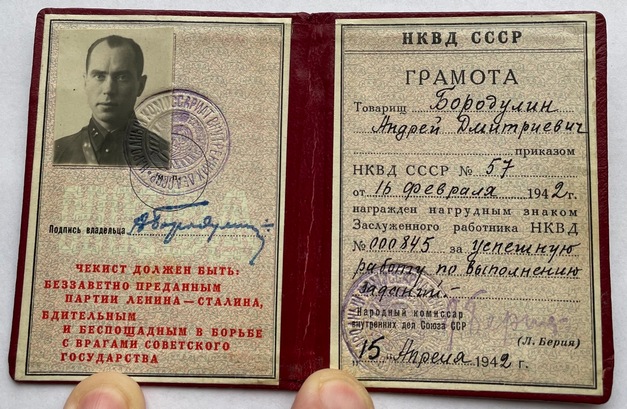 М. П.
Подпись владельца АБородулин
ЧЕКИСТ ДОЛЖЕН БЫТЬ:
БЕЗЗАВЕТНО ПРЕДАННЫМ
ПАРТИИ ЛЕНИНА—СТАЛИНА,
БДИТЕЛЬНЫМ
И БЕСПОЩАДНЫМ В БОРЬБЕ
С ВРАГАМИ СОВЕТСКОГО
ГОСУДАРСТВА
НКВД СССР
ГРАМОТА
Товарищ Бородулин
Андрей Дмитриевич
приказом
НКВД СССР № 57
от 16 февраля 1942 г.
награжден нагрудным знаком
Заслуженного работника НКВД
№ 000845 за успешную
работу по выполнению
заданий.
Народный комиссар
внутренних дел Союза ССР
Л Берия
(Л. Берия)
15 Апреля 1942 г